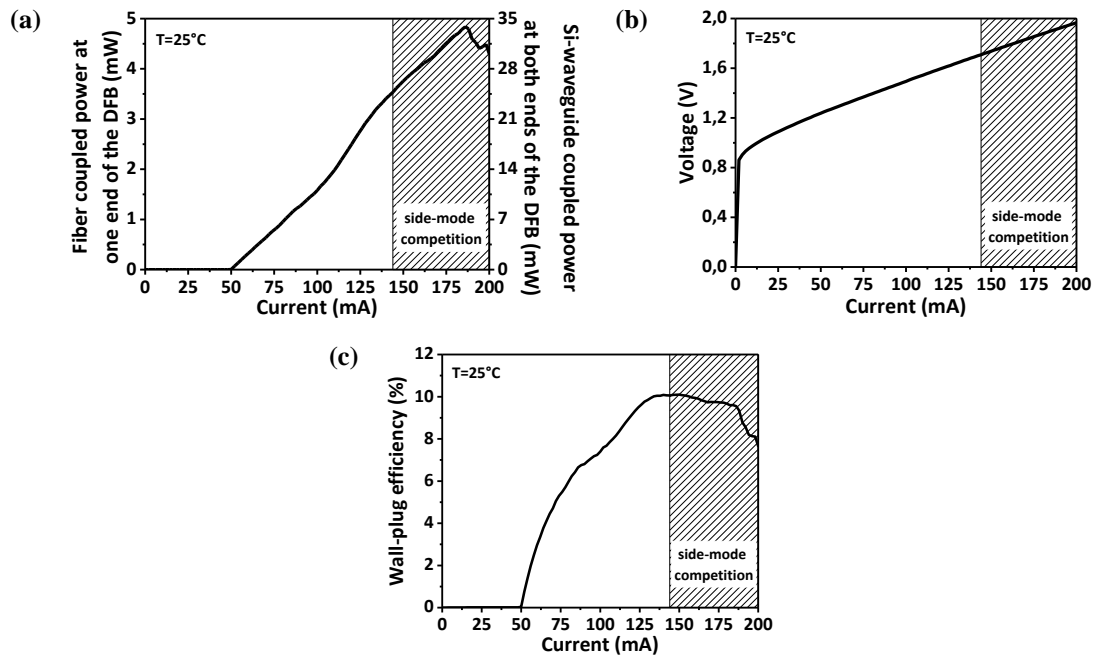 (a)
Fiber coupled power at
one end of the DFB (mW)
5
4
3
2
1
0
T=25°C
side-mode
competition
35
28
21
14
7
0
Si-waveguide coupled power
at both ends of the DFB (mW)
0 25 50 75 100 125 150 175 200
Current (mA)
(b)
Voltage (V)
2,0
1,6
1,2
0,8
0,4
0,0
T=25°C
side-mode
competition
0 25 50 75 100 125 150 175 200
Current (mA)
(c)
Wall-plug efficiency (%)
12
10
8
6
4
2
0
T=25°C
side-mode
competition
0 25 50 75 100 125 150 175 200
Current (mA)